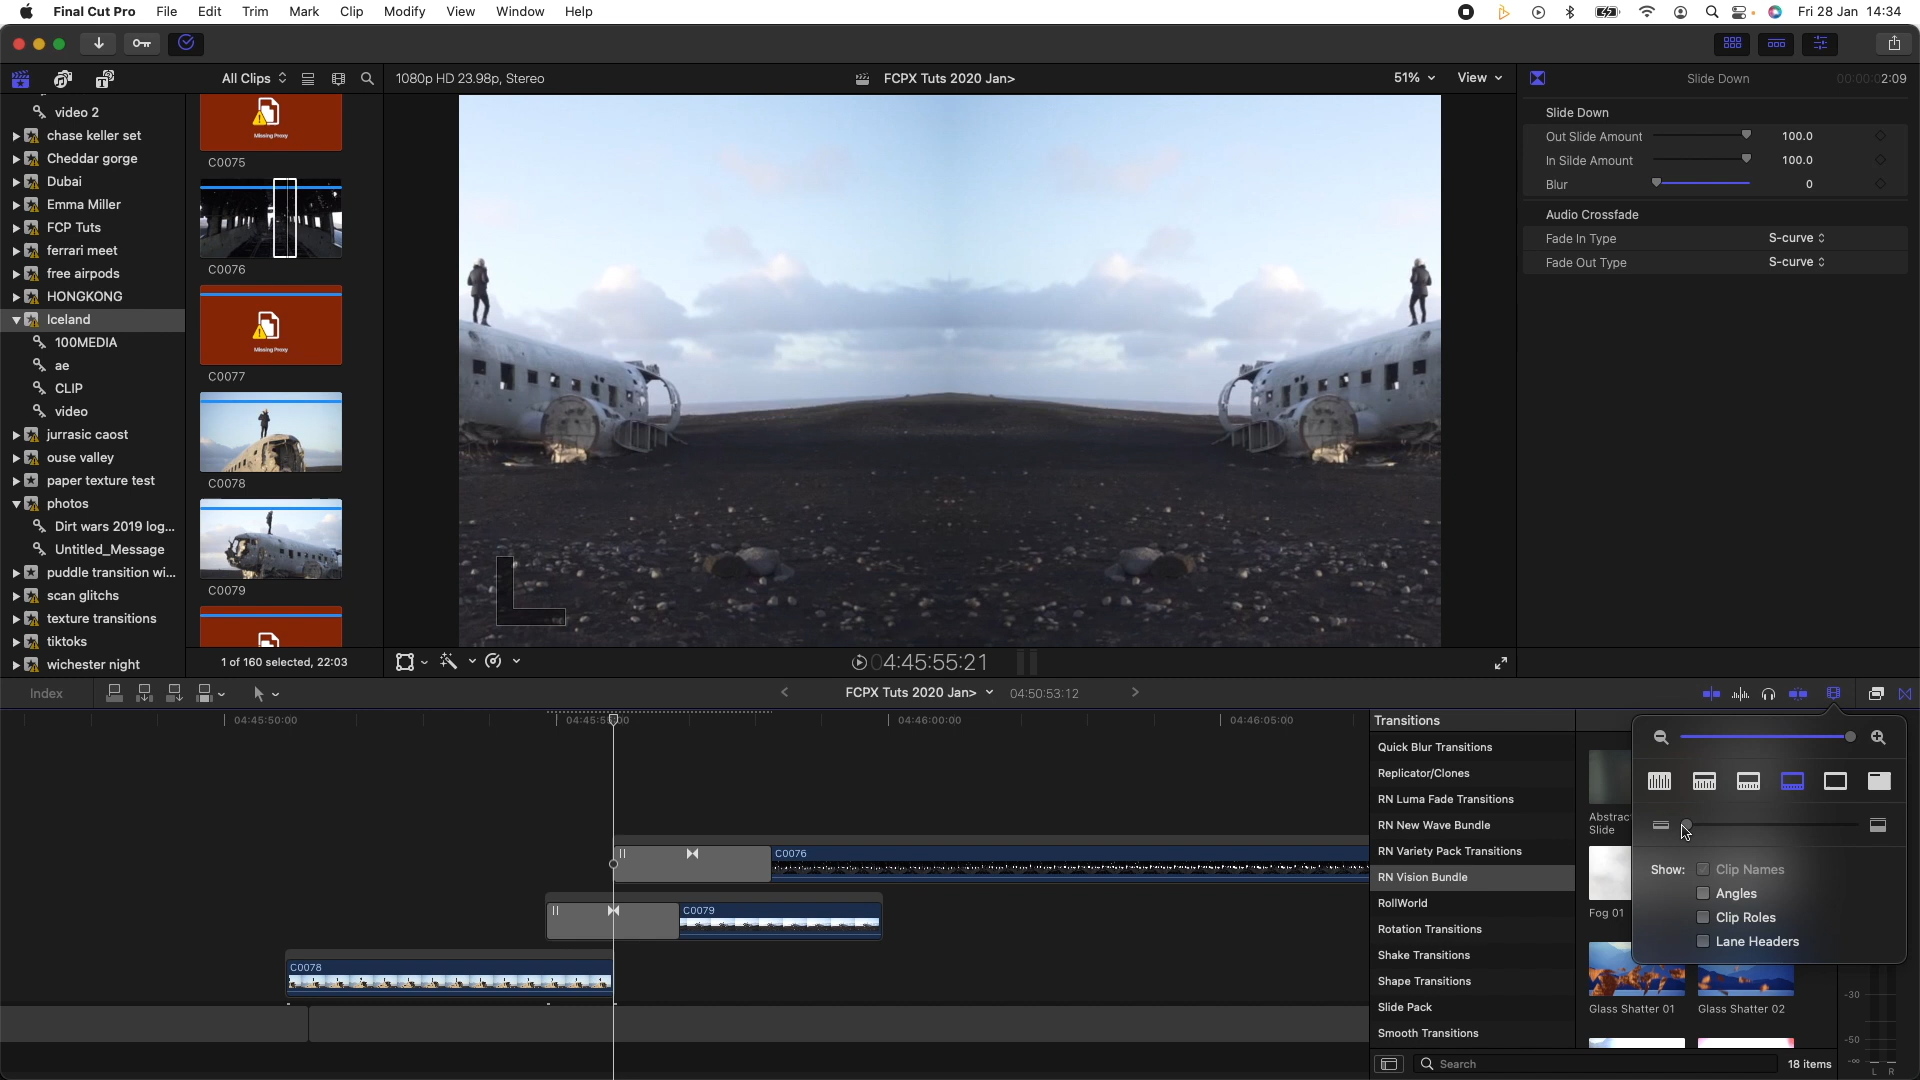 Final Cut Pro File Edit Trim Mark Clip Modify View Window Help Fri 28 Jan 14:34
All Clips 1080p HD 23.98p, Stereo FCPX Tuts 2020 Jan> 51% View Slide Down 00:00:02:09
video 2
chase keller set
Cheddar gorge
Dubai
Emma Miller
FCP Tuts
ferrari meet
free airpods
HONGKONG
Iceland
100MEDIA
ae
CLIP
video
jurrasic caost
ouse valley
paper texture test
photos
Dirt wars 2019 log...
Untitled_Message
puddle transition wi...
scan glitchs
texture transitions
tiktoks
wichester night
Missing Proxy
C0075
C0076
Missing Proxy
C0077
C0078
C0079
1 of 160 selected, 22:03
Slide Down
Out Slide Amount 100.0
In Silde Amount 100.0
Blur 0
Audio Crossfade
Fade In Type S-curve
Fade Out Type S-curve
04:45:55:21
Index FCPX Tuts 2020 Jan> 04:50:53:12
04:45:50:00 04:45:55:00 04:46:00:00 04:46:05:00
C0076
C0079
C0078
Transitions
Quick Blur Transitions
Replicator/Clones
RN Luma Fade Transitions
RN New Wave Bundle
RN Variety Pack Transitions
RN Vision Bundle
RollWorld
Rotation Transitions
Shake Transitions
Shape Transitions
Slide Pack
Smooth Transitions
Abstrac
Slide
Fog 01
Glass Shatter 01 Glass Shatter 02
Show: Clip Names
Angles
Clip Roles
Lane Headers
-30
-50
-∞
L R
Search 18 items